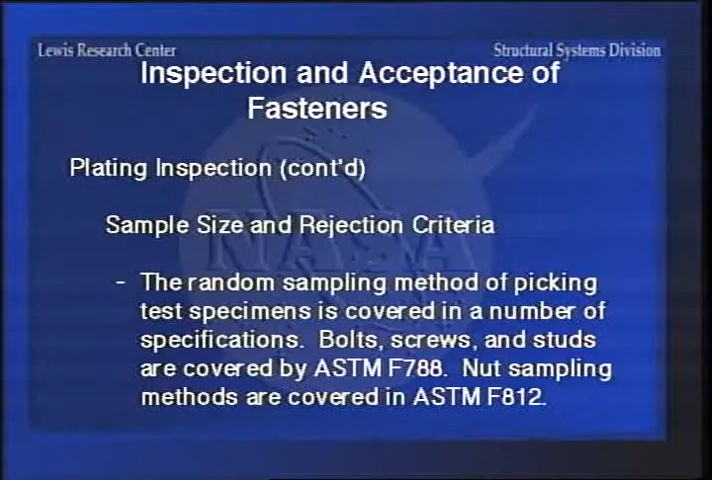 Lewis Research Center
Structural Systems Division
Inspection and Acceptance of
Fasteners
Plating Inspection (cont'd)
Sample Size and Rejection Criteria
- The random sampling method of picking
test specimens is covered in a number of
specifications. Bolts, screws, and studs
are covered by ASTM F788. Nut sampling
methods are covered in ASTM F812.
NASA